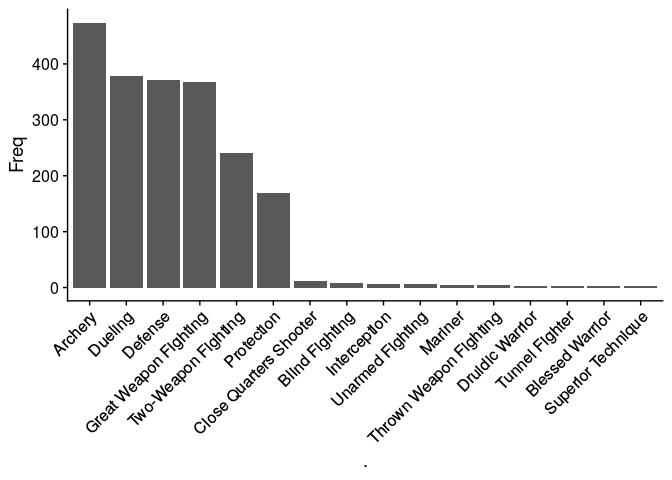 Freq
400
300
200
100
0
Archery
Dueling
Defense
Great Weapon Fighting
Two-Weapon Fighting
Protection
Close Quarters Shooter
Blind Fighting
Interception
Unarmed Fighting
Mariner
Thrown Weapon Fighting
Druidic Warrior
Tunnel Fighter
Blessed Warrior
Superior Technique
.